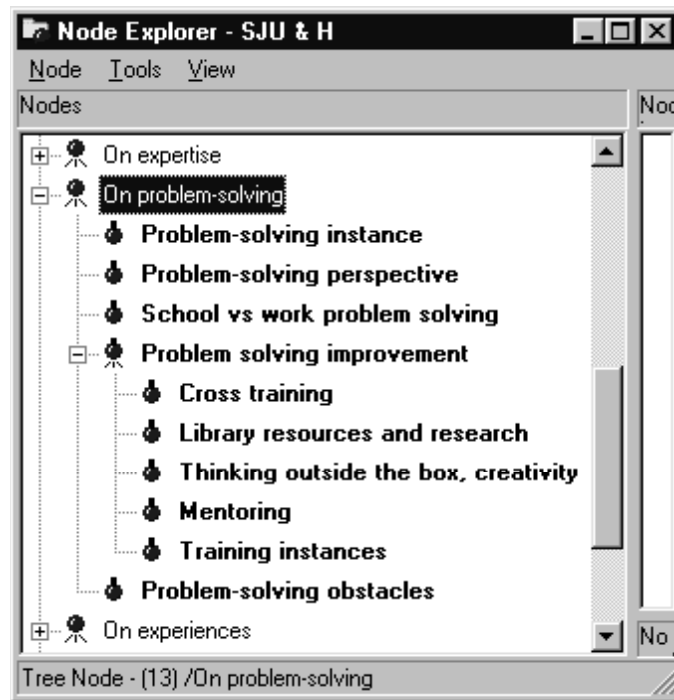 Node Explorer - SJU & H
Node Tools View
Nodes Noc
On expertise
On problem-solving
Problem-solving instance
Problem-solving perspective
School vs work problem solving
Problem solving improvement
Cross training
Library resources and research
Thinking outside the box, creativity
Mentoring
Training instances
Problem-solving obstacles
On experiences
No
Tree Node - (13) /On problem-solving